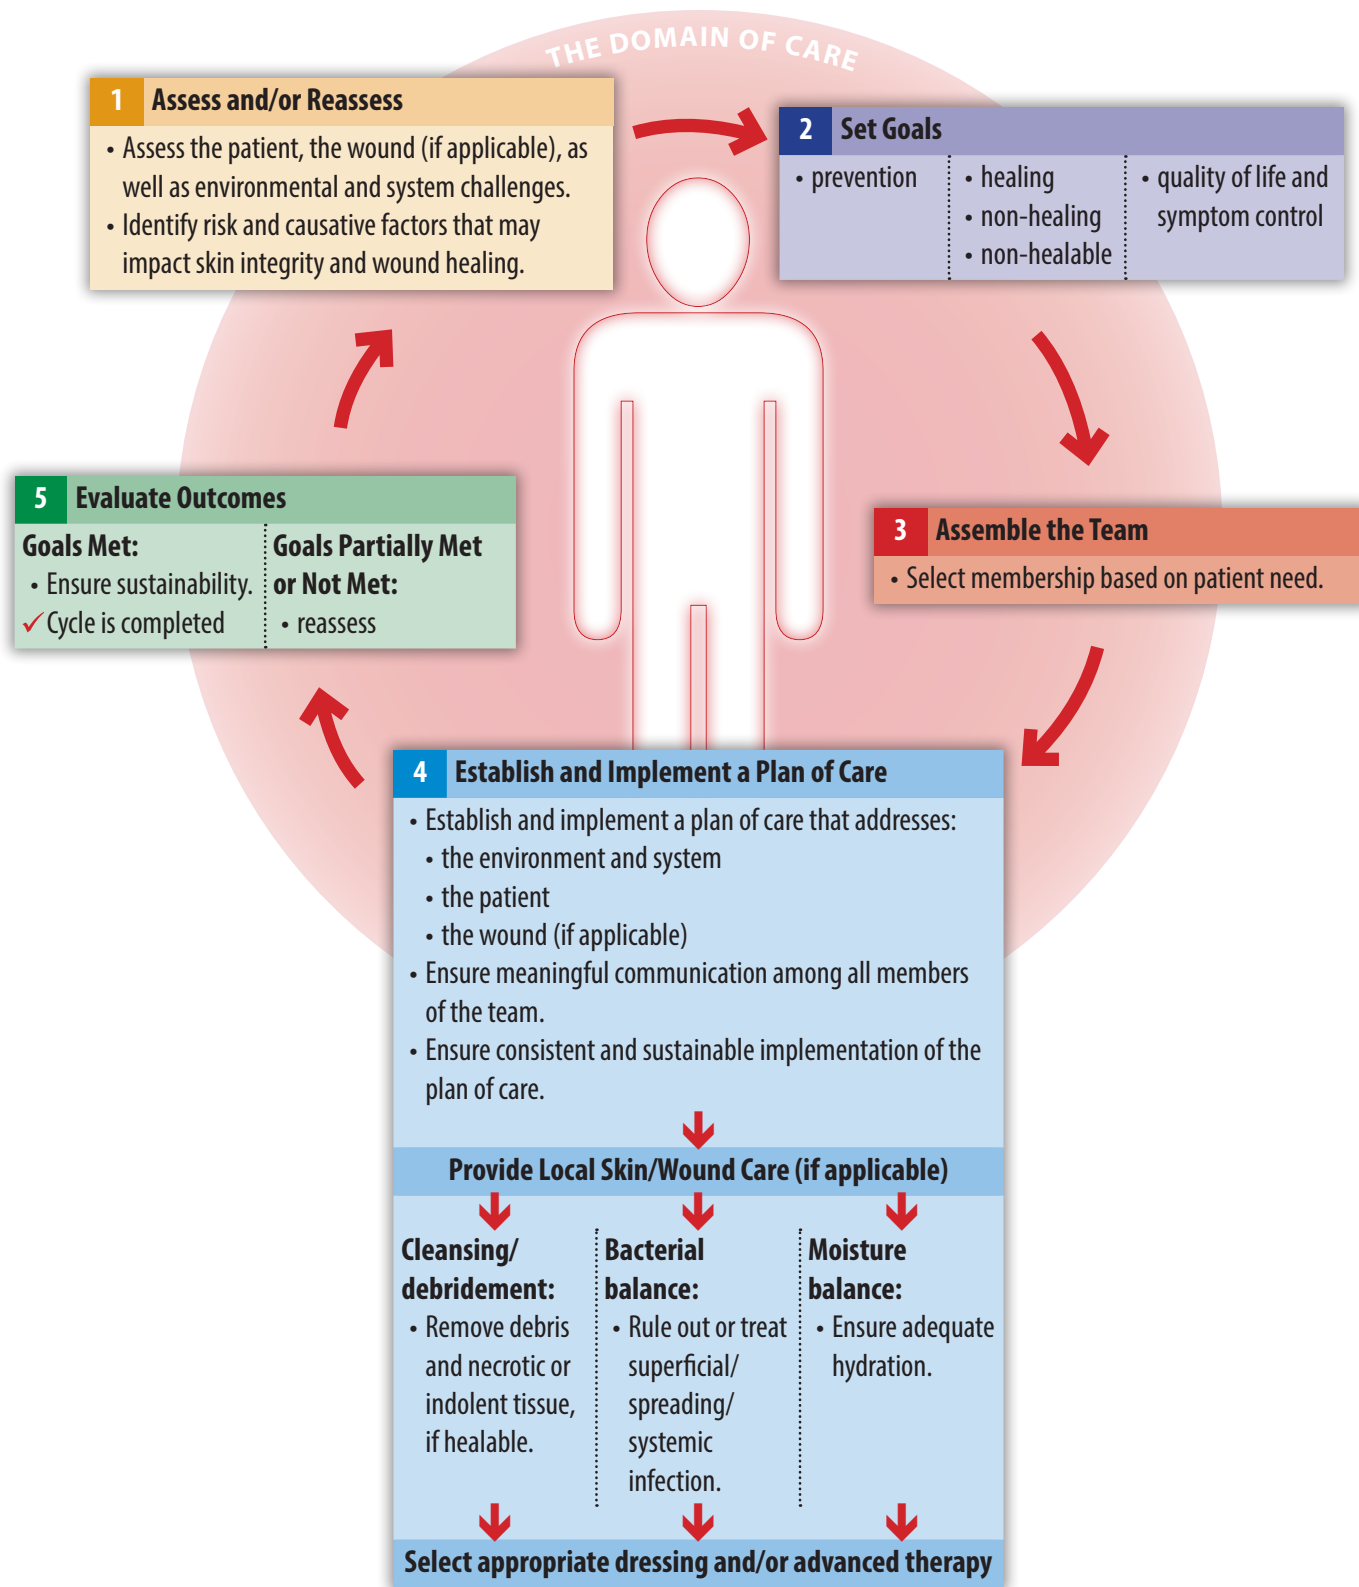 THE DOMAIN OF CARE
1 Assess and/or Reassess
• Assess the patient, the wound (if applicable), as
well as environmental and system challenges.
• Identify risk and causative factors that may
impact skin integrity and wound healing.
2 Set Goals
• prevention
• healing
• non-healing
• non-healable
• quality of life and
symptom control
3 Assemble the Team
• Select membership based on patient need.
4 Establish and Implement a Plan of Care
• Establish and implement a plan of care that addresses:
• the environment and system
• the patient
• the wound (if applicable)
• Ensure meaningful communication among all members
of the team.
• Ensure consistent and sustainable implementation of the
plan of care.
Provide Local Skin/Wound Care (if applicable)
Cleansing/
debridement:
• Remove debris
and necrotic or
indolent tissue,
if healable.
Bacterial
balance:
• Rule out or treat
superficial/
spreading/
systemic
infection.
Moisture
balance:
• Ensure adequate
hydration.
Select appropriate dressing and/or advanced therapy
5 Evaluate Outcomes
Goals Met:
• Ensure sustainability.
✓ Cycle is completed
Goals Partially Met
or Not Met:
• reassess